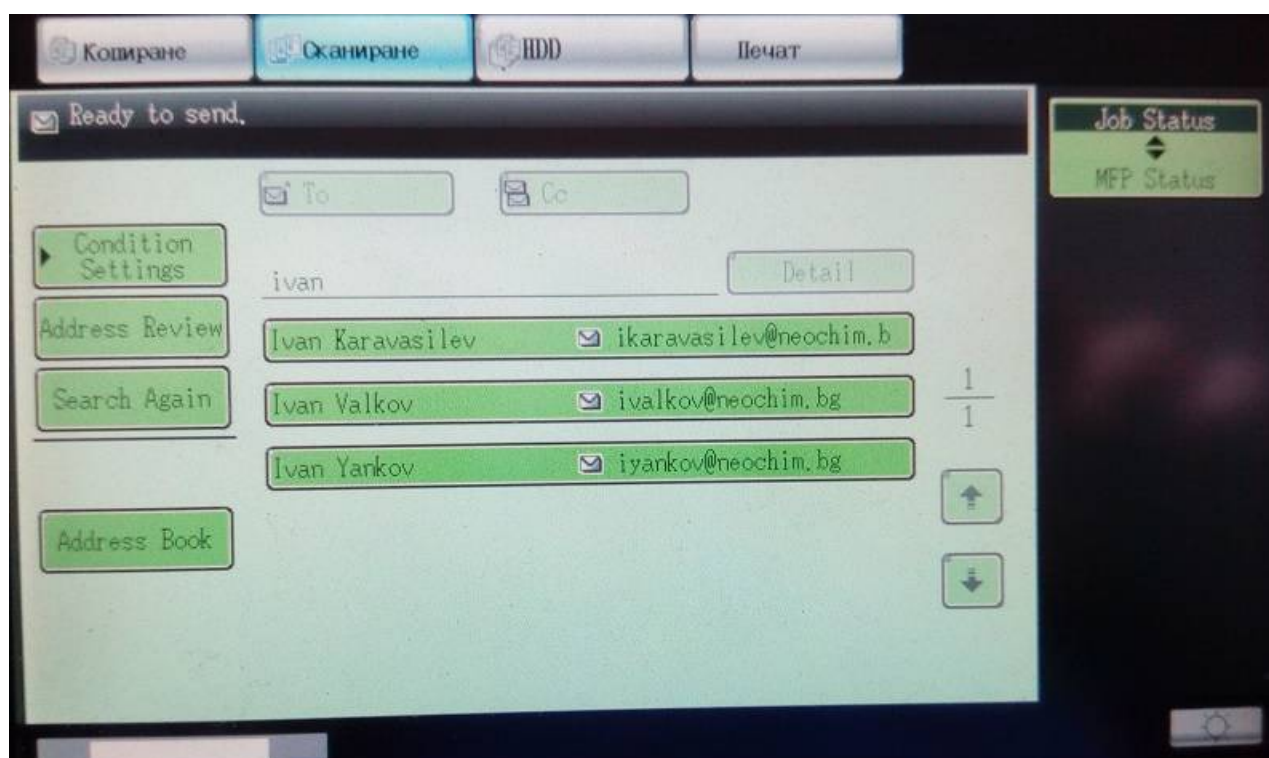 Копиране Сканиране HDD Печат
Ready to send.
Job Status
MFP Status
To Cc
Condition
Settings
ivan Detail
Address Review
Ivan Karavasilev ikaravasilev@neochim.b
Search Again
Ivan Valkov ivalkov@neochim.bg
1
1
Ivan Yankov iyankov@neochim.bg
Address Book